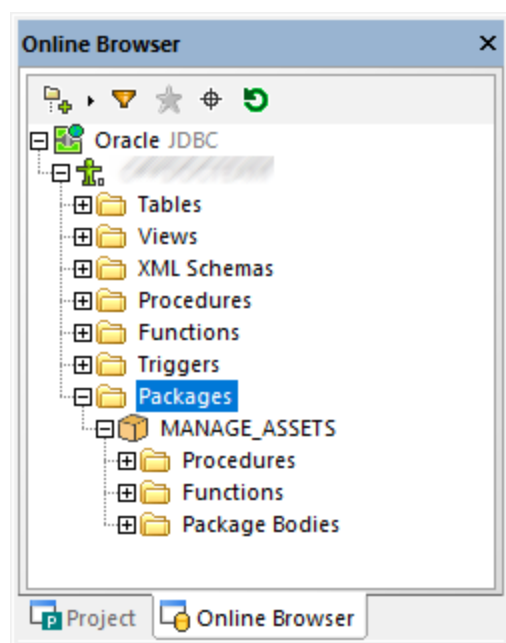 Online Browser
Oracle JDBC
Tables
Views
XML Schemas
Procedures
Functions
Triggers
Packages
MANAGE_ASSETS
Procedures
Functions
Package Bodies
Project Online Browser